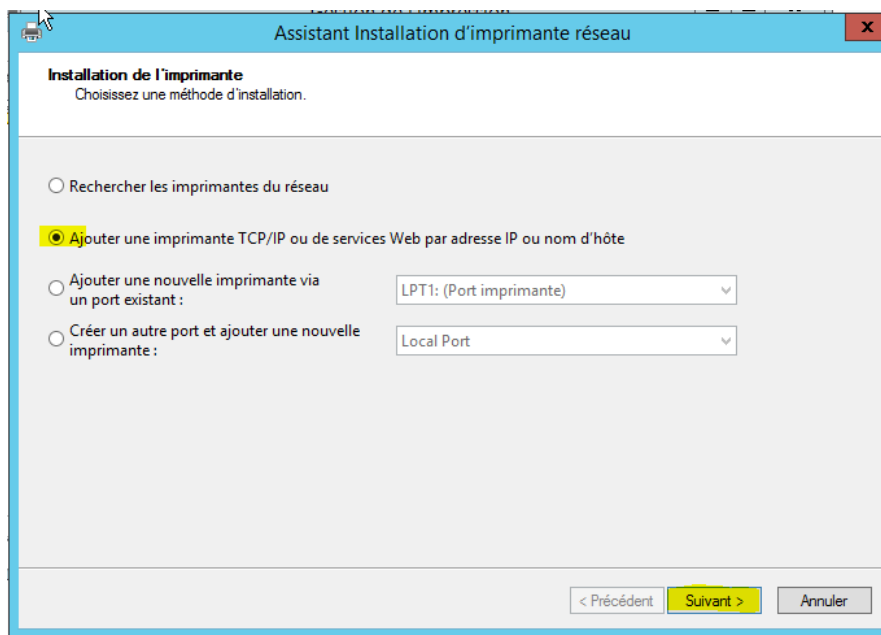 Assistant Installation d'imprimante réseau
x
Installation de l'imprimante
Choisissez une méthode d'installation.
Rechercher les imprimantes du réseau
Ajouter une imprimante TCP/IP ou de services Web par adresse IP ou nom d'hôte
Ajouter une nouvelle imprimante via
un port existant :
LPT1: (Port imprimante)
Créer un autre port et ajouter une nouvelle
imprimante :
Local Port
< Précédent
Suivant >
Annuler